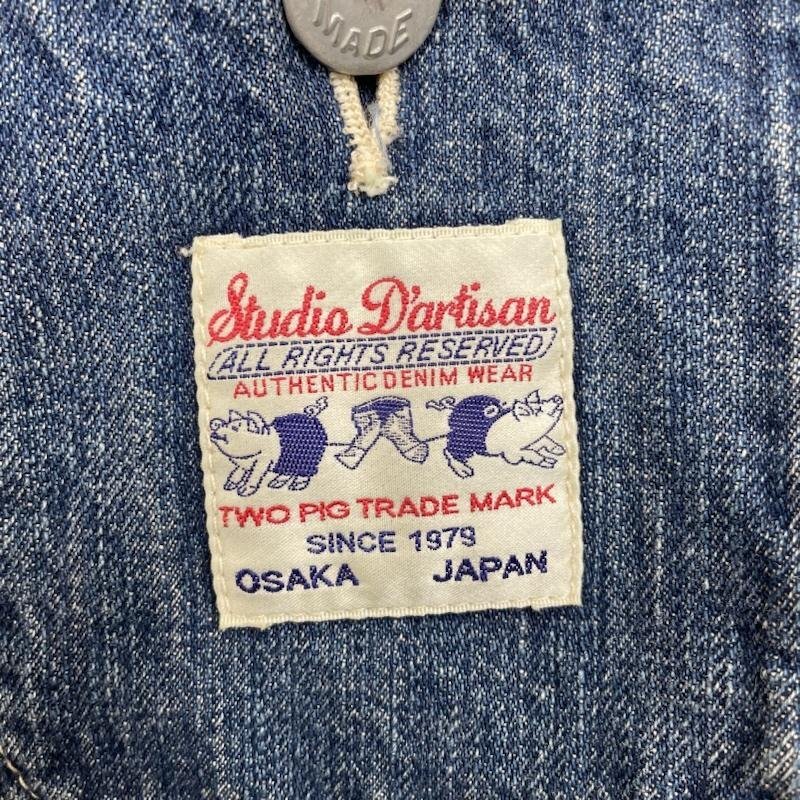 MADE
Studio D'artisan
ALL RIGHTS RESERVED
AUTHENTIC DENIM WEAR
TWO PIG TRADE MARK
SINCE 1979
OSAKA JAPAN